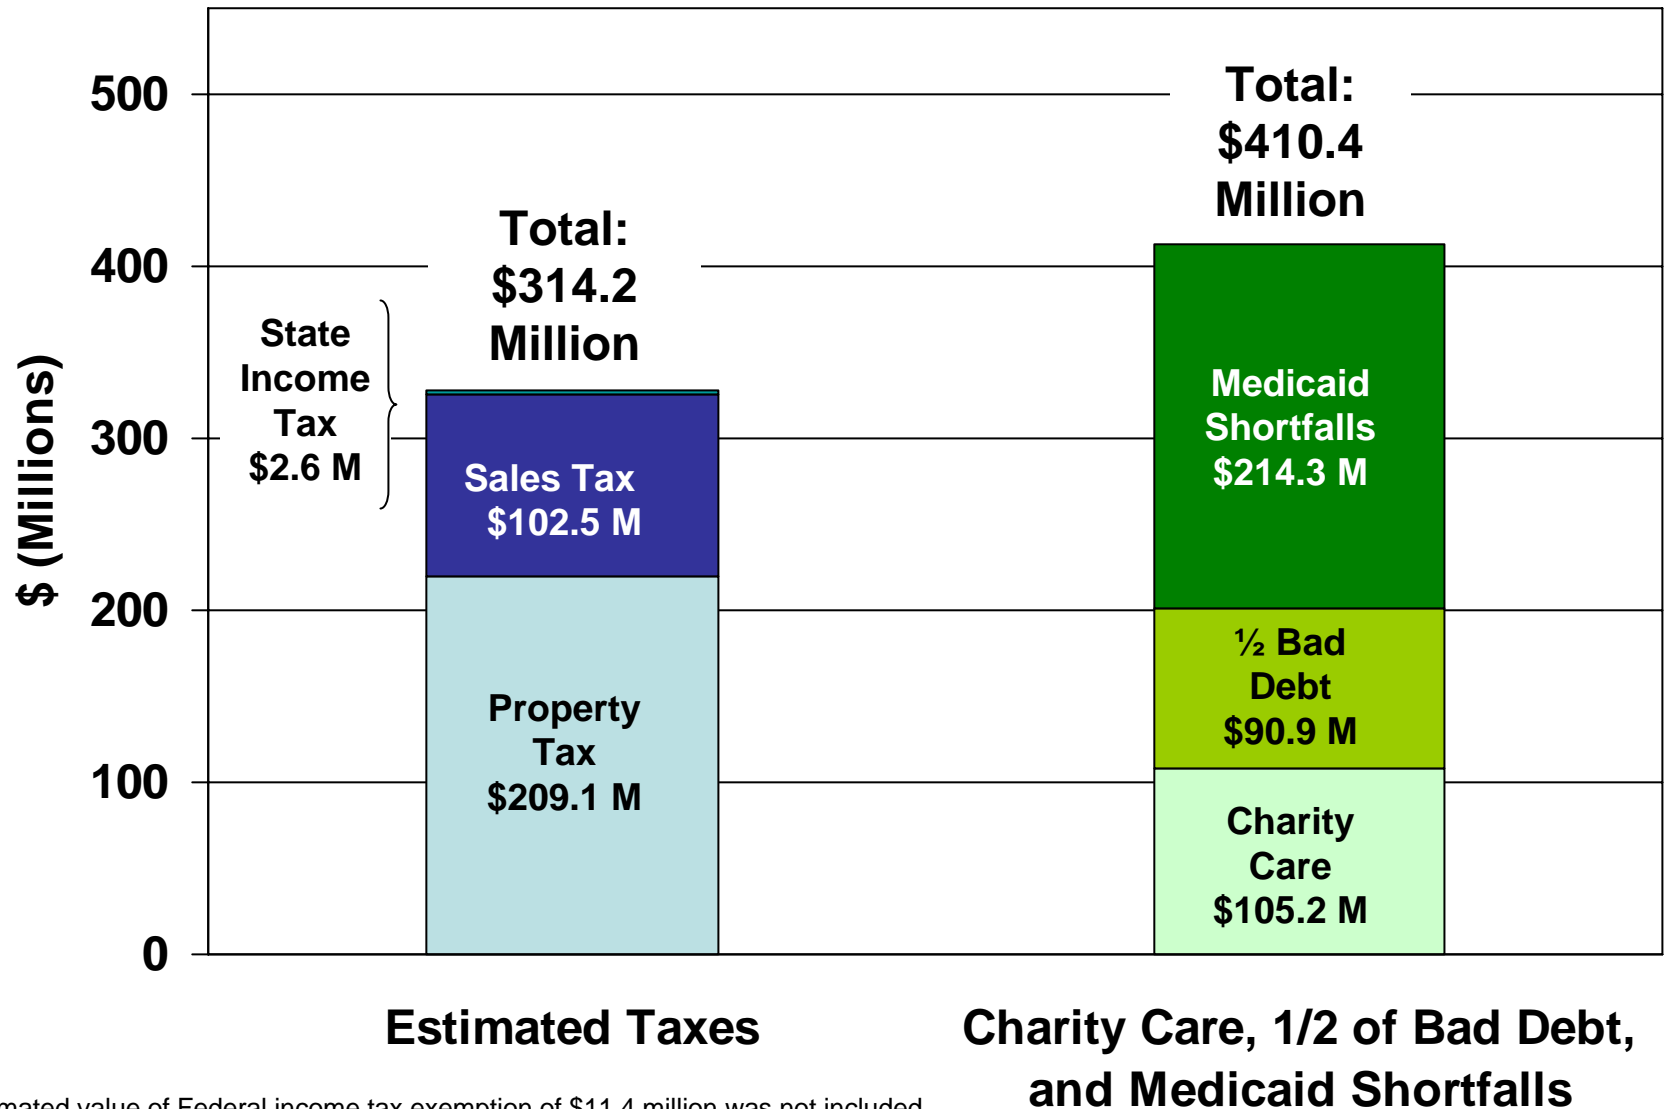 $ (Millions)
500
400
300
200
100
0
State
Income
Tax
$2.6 M
Total:
$314.2
Million
Sales Tax
$102.5 M
Property
Tax
$209.1 M
Total:
$410.4
Million
Medicaid
Shortfalls
$214.3 M
½ Bad
Debt
$90.9 M
Charity
Care
$105.2 M
Estimated Taxes
Charity Care, 1/2 of Bad Debt,
and Medicaid Shortfalls
value of Federal income tax exemption of $11.4 million was not included